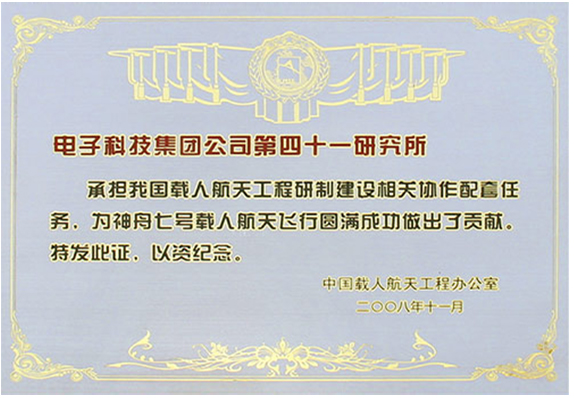 电子科技集团公司第四十一研究所
承担我国载人航天工程研制建设相关协作配套任
务，为神舟七号载人航天飞行圆满成功做出了贡献。
特发此证，以资纪念。
中国载人航天工程办公室
二〇〇八年十一月